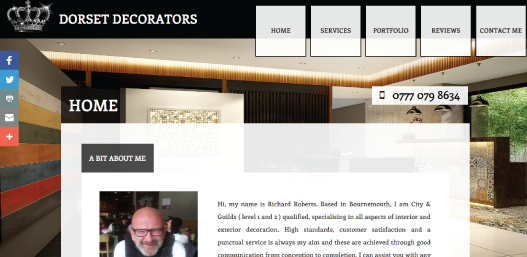 DORSET DECORATORS
HOME
SERVICES
PORTFOLIO
REVIEWS
CONTACT ME
0777 079 8634
HOME
A BIT ABOUT ME
Hi, my name is Richard Roberts. Based in Bournemouth, I am City &
Guilds ( level 1 and 2 ) qualified, specialising in all aspects of interior and
exterior decoration. High standards, customer satisfaction and a
punctual service is always my aim and these are achieved through good
communication from conception to completion. I can assist you with any